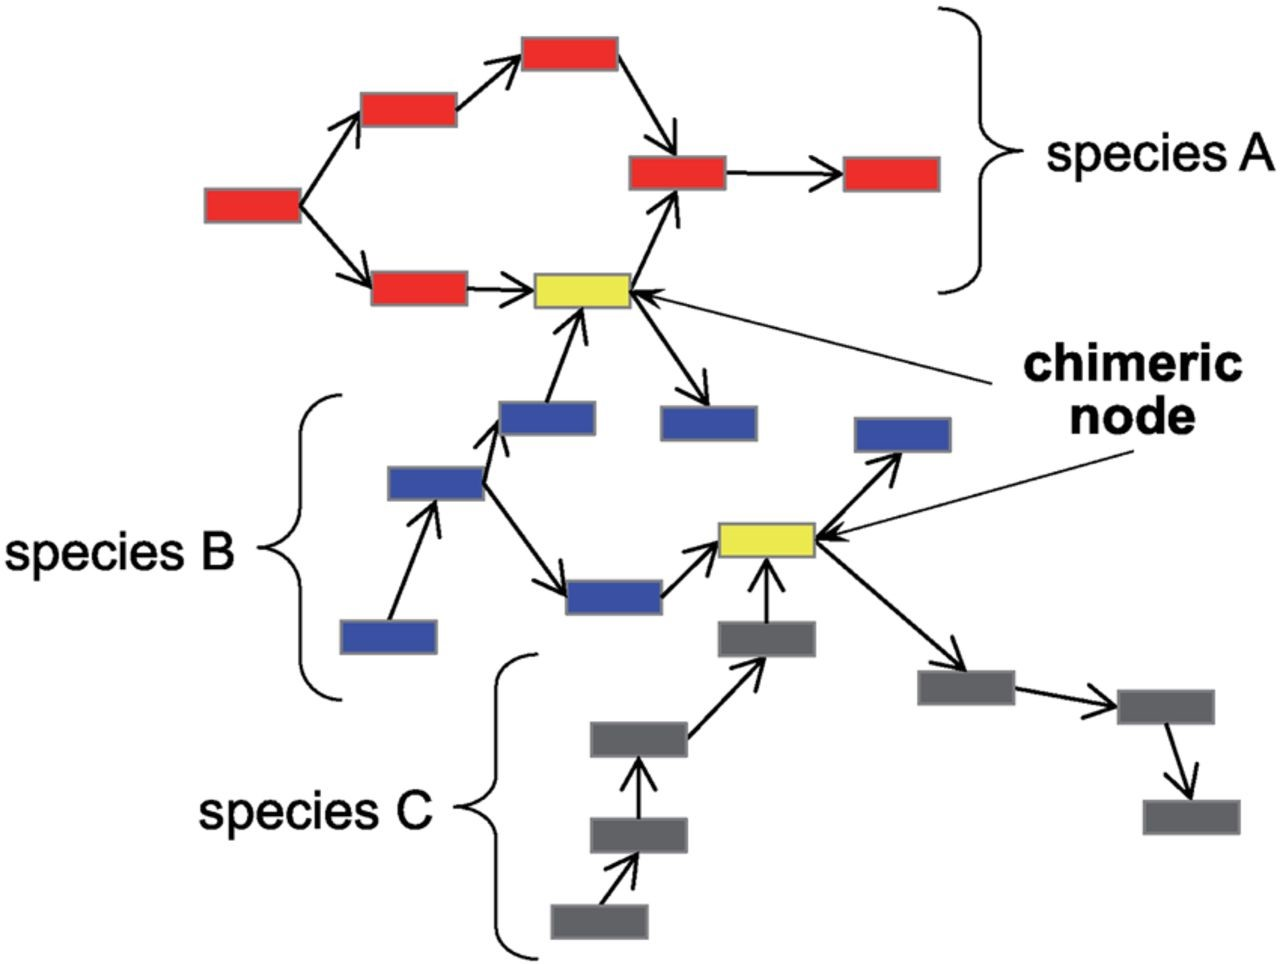 species A
chimeric
node
species B
species C